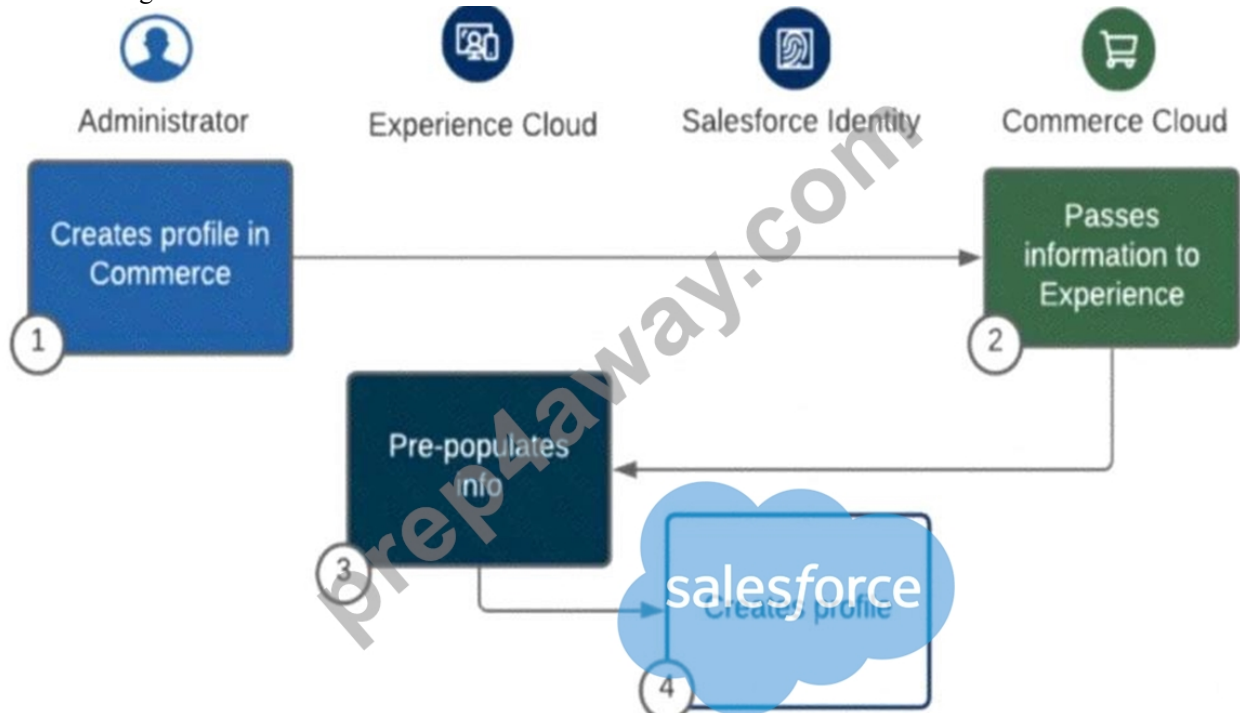 Administrator
Experience Cloud
Salesforce Identity
Commerce Cloud
Creates profile in
Commerce
1
Passes
information to
Experience
2
Pre-populates
info
3
salesforce
Creates profile
4
prep4away.com